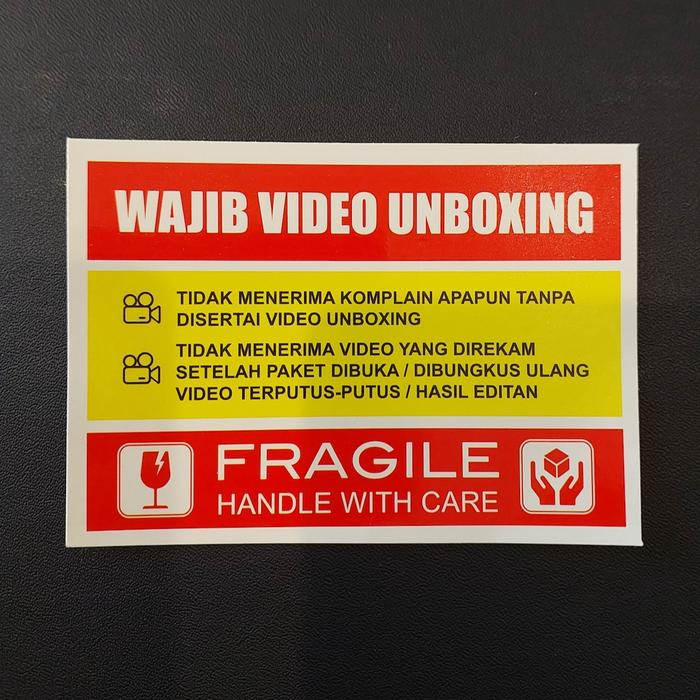 WAJIB VIDEO UNBOXING
TIDAK MENERIMA KOMPLAIN APAPUN TANPA
DISERTAI VIDEO UNBOXING
TIDAK MENERIMA VIDEO YANG DIREKAM
SETELAH PAKET DIBUKA / DIBUNGKUS ULANG
VIDEO TERPUTUS-PUTUS / HASIL EDITAN
FRAGILE
HANDLE WITH CARE